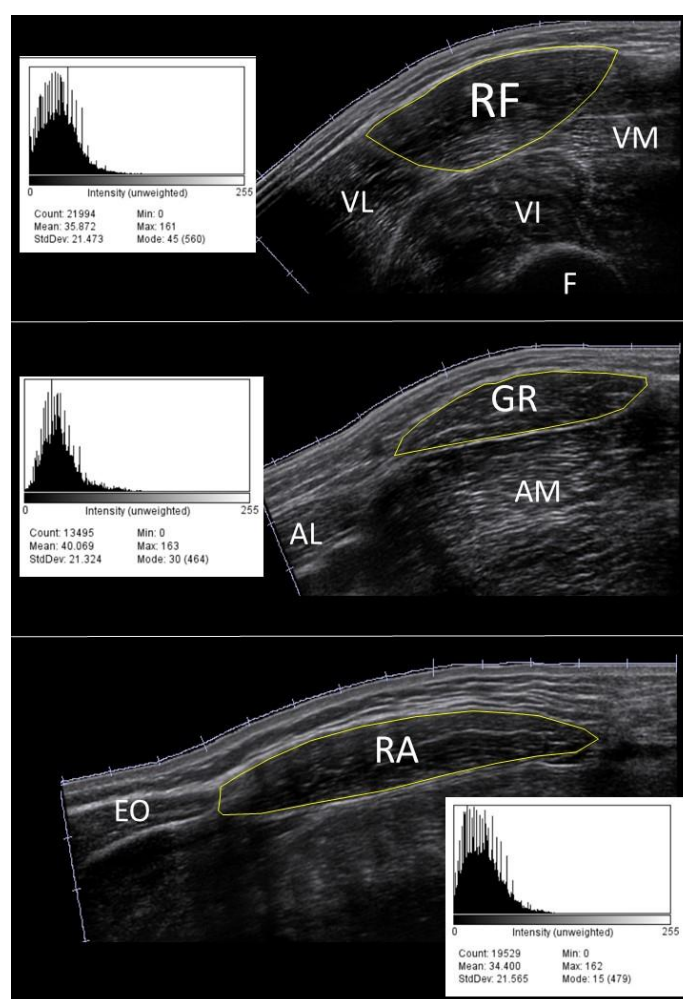 RF
VM
VL
VI
F
0 Intensity (unweighted) 255
Count: 21994 Min: 0
Mean: 35.872 Max: 161
StdDev: 21.473 Mode: 45 (560)
GR
AM
AL
0 Intensity (unweighted) 255
Count: 13495 Min: 0
Mean: 40.069 Max: 163
StdDev: 21.324 Mode: 30 (464)
RA
EO
0 Intensity (unweighted) 255
Count: 19529 Min: 0
Mean: 34.400 Max: 162
StdDev: 21.565 Mode: 15 (479)